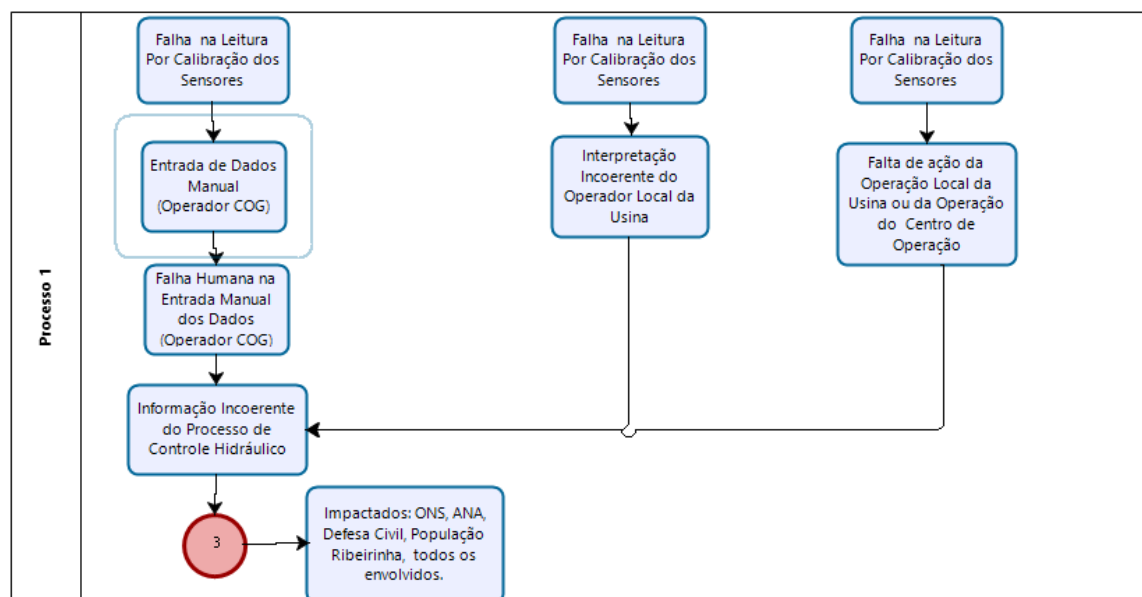 Processo 1
Falha na Leitura
Por Calibração dos
Sensores
Entrada de Dados
Manual
(Operador COG)
Falha Humana na
Entrada Manual
dos Dados
(Operador COG)
Informação Incoerente
do Processo de
Controle Hidráulico
3
Impactados: ONS, ANA,
Defesa Civil, População
Ribeirinha, todos os
envolvidos.
Falha na Leitura
Por Calibração dos
Sensores
Interpretação
Incoerente do
Operador Local da
Usina
Falha na Leitura
Por Calibração dos
Sensores
Falta de ação da
Operação Local da
Usina ou da Operação
do Centro de
Operação